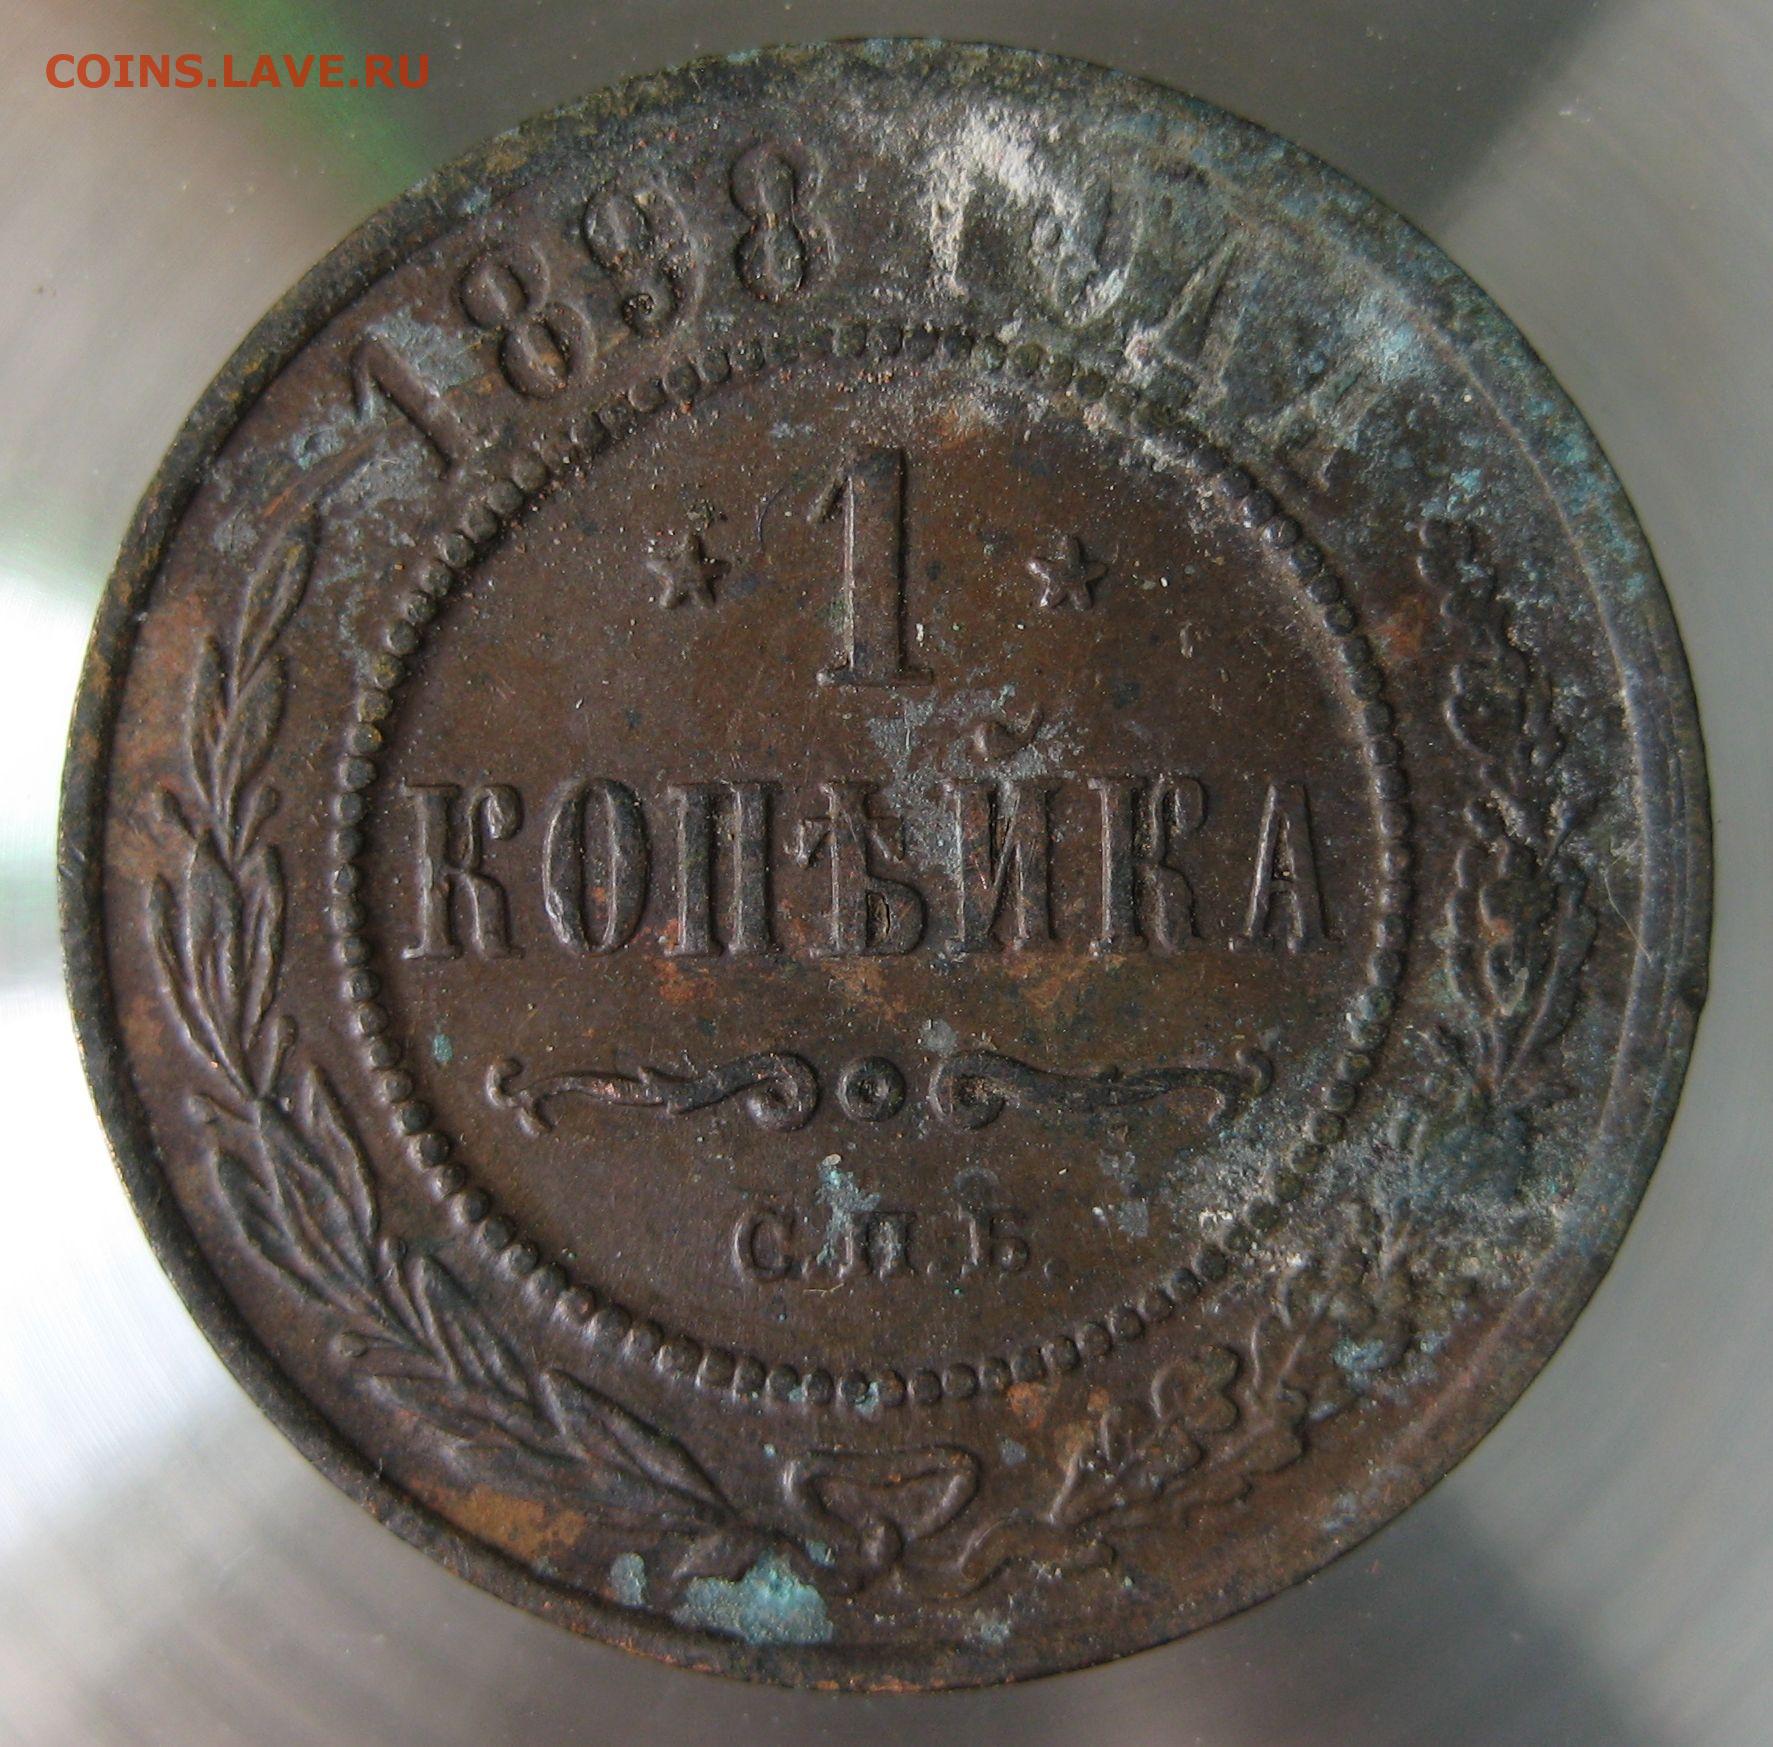 COINS.LAVE.RU
1898 ГОДА
1
КОПѢЙКА
С.П.Б.